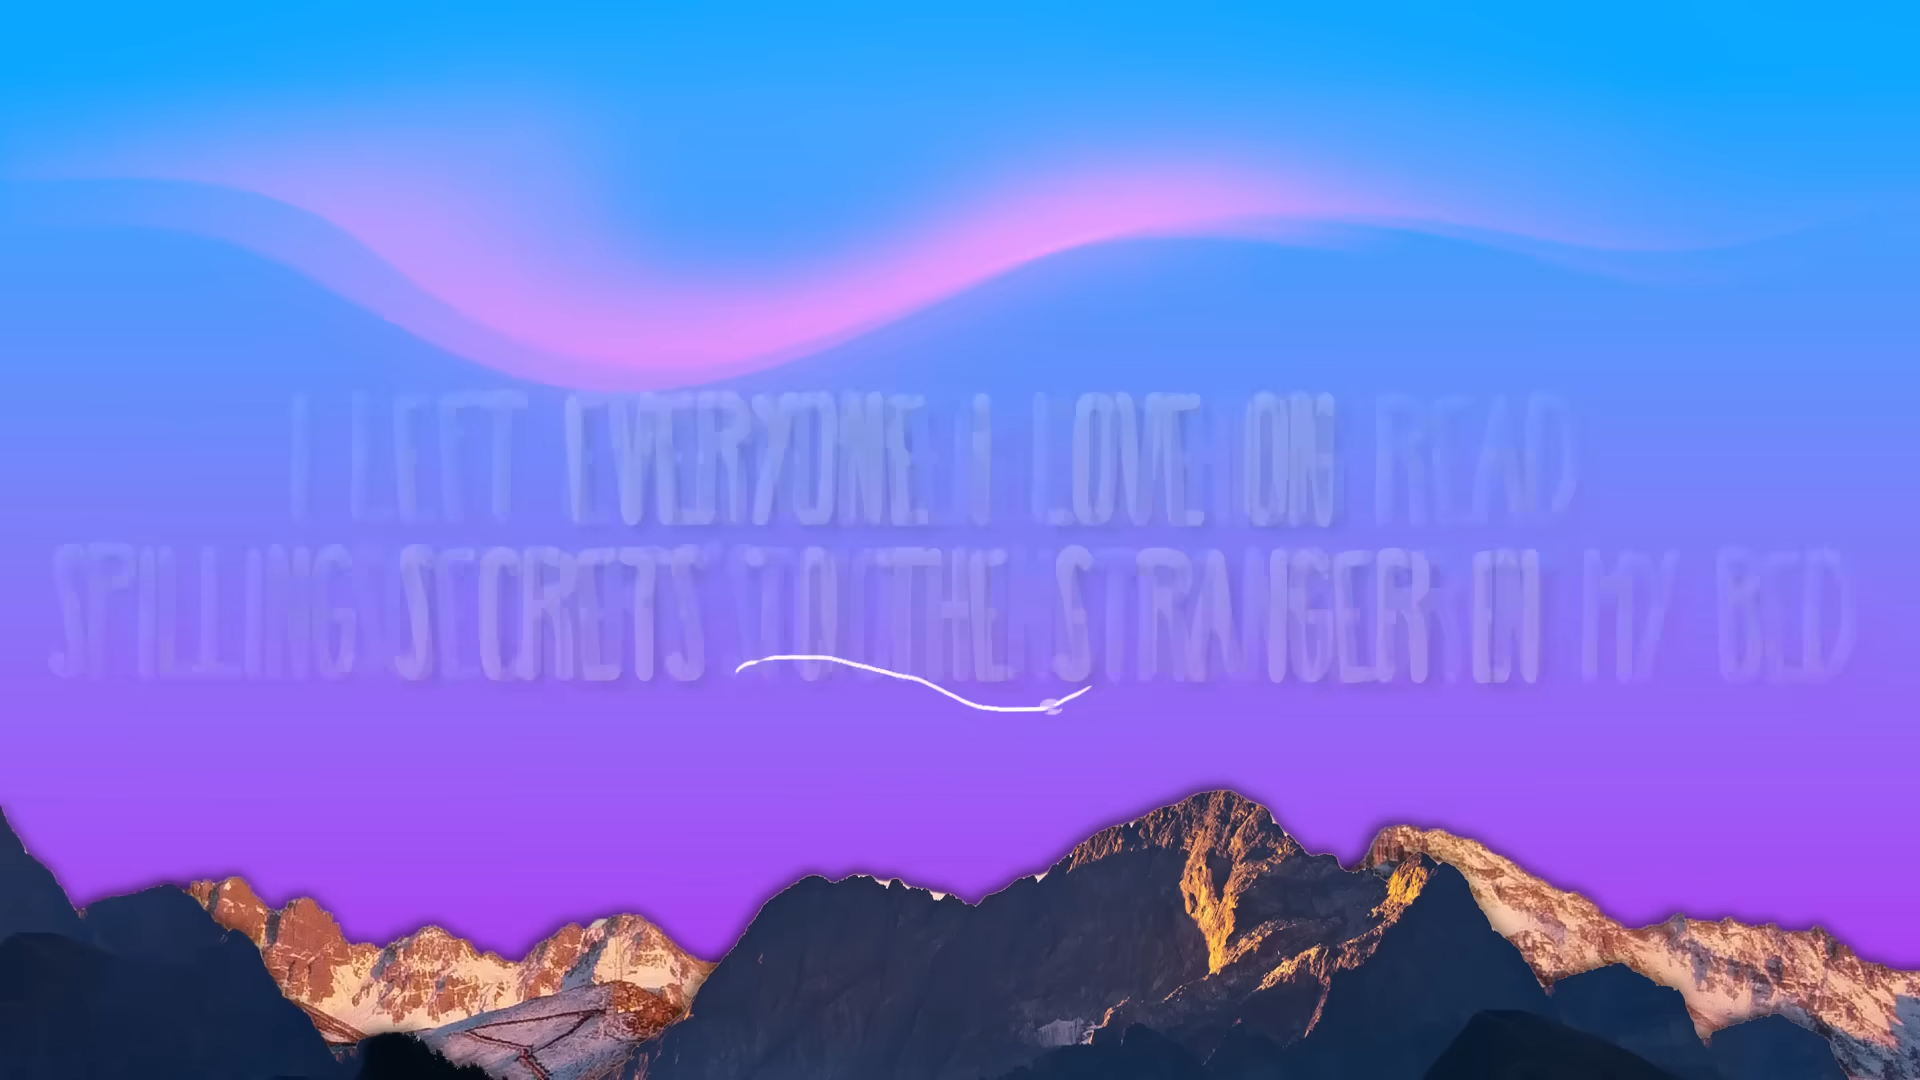 I LEFT EVERYONE I LOVE ON READ
SPILLING SECRETS TO THE STRANGER IN MY BED